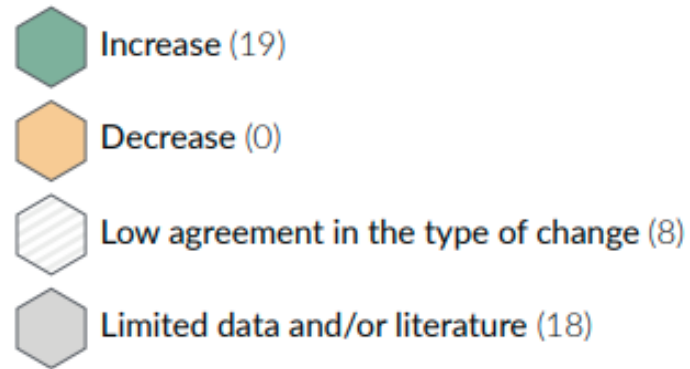 Increase (19)
Decrease (0)
Low agreement in the type of change (8)
Limited data and/or literature (18)